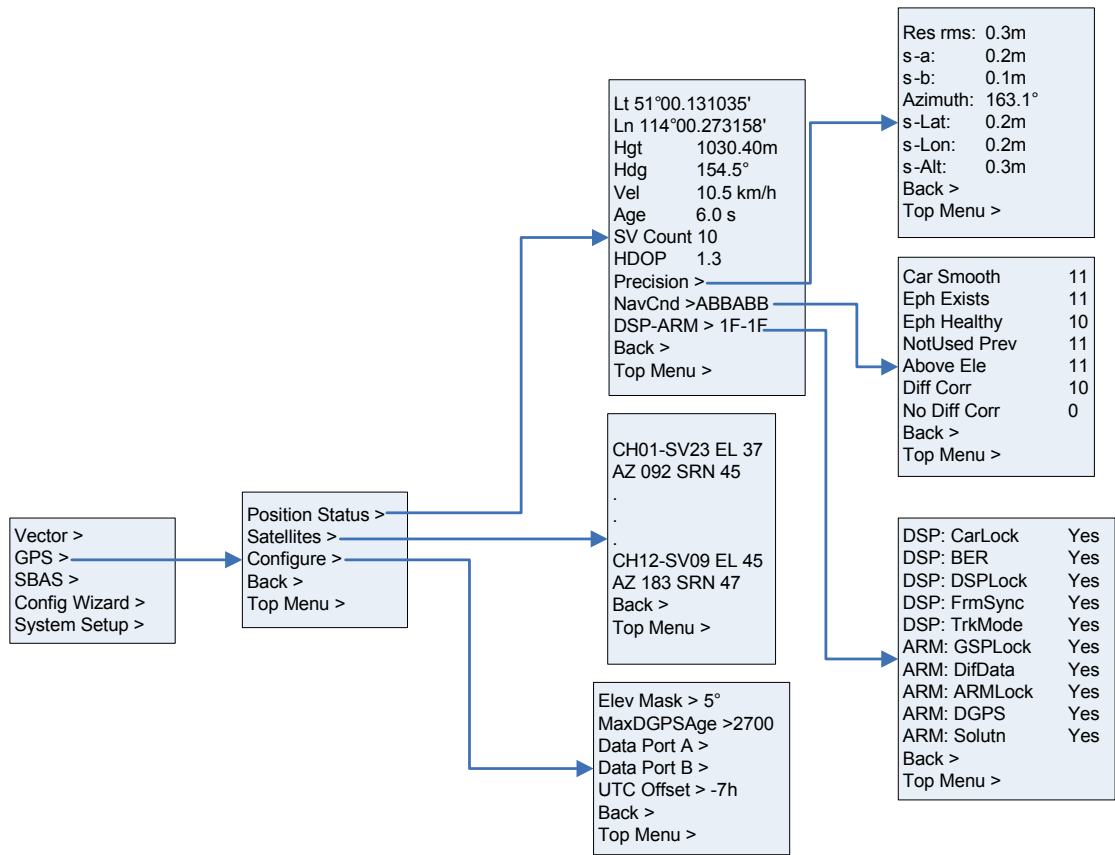 Vector >
GPS >
SBAS >
Config Wizard >
System Setup >
Position Status >
Satellites >
Configure >
Back >
Top Menu >
Lt 51°00.131035'
Ln 114°00.273158'
Hgt 1030.40m
Hdg 154.5°
Vel 10.5 km/h
Age 6.0 s
SV Count 10
HDOP 1.3
Precision >
NavCnd >ABBABB
DSP-ARM > 1F-1F
Back >
Top Menu >
CH01-SV23 EL 37
AZ 092 SRN 45
.
.
.
CH12-SV09 EL 45
AZ 183 SRN 47
Back >
Top Menu >
Elev Mask > 5°
MaxDGPSAge >2700
Data Port A >
Data Port B >
UTC Offset > -7h
Back >
Top Menu >
Res rms: 0.3m
s-a: 0.2m
s-b: 0.1m
Azimuth: 163.1°
s-Lat: 0.2m
s-Lon: 0.2m
s-Alt: 0.3m
Back >
Top Menu >
Car Smooth 11
Eph Exists 11
Eph Healthy 10
NotUsed Prev 11
Above Ele 11
Diff Corr 10
No Diff Corr 0
Back >
Top Menu >
DSP: CarLock Yes
DSP: BER Yes
DSP: DSPLock Yes
DSP: FrmSync Yes
DSP: TrkMode Yes
ARM: GSPLock Yes
ARM: DifData Yes
ARM: ARMLock Yes
ARM: DGPS Yes
ARM: Solutn Yes
Back >
Top Menu >